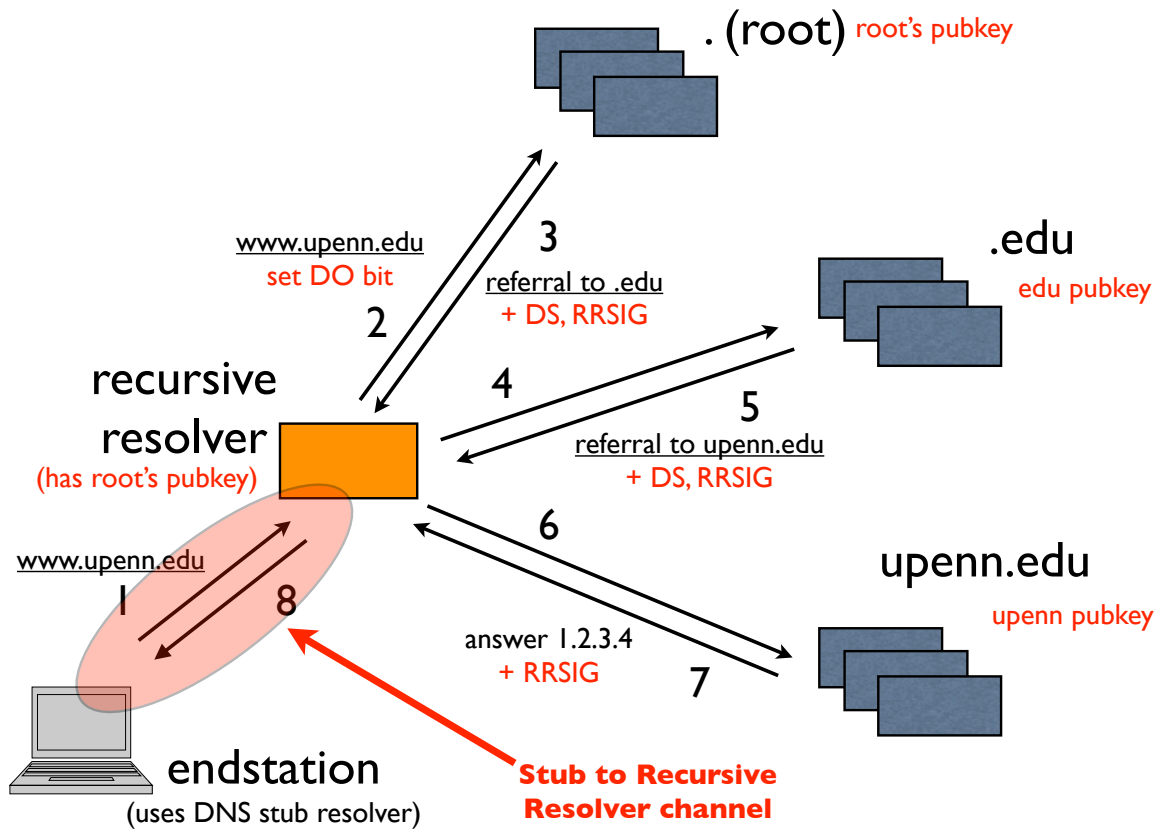 . (root) root's pubkey
www.upenn.edu
set DO bit
2
3
referral to .edu
+ DS, RRSIG
.edu
edu pubkey
recursive
resolver
(has root's pubkey)
4
5
referral to upenn.edu
+ DS, RRSIG
www.upenn.edu
1
8
6
answer 1.2.3.4
+ RRSIG
7
upenn.edu
upenn pubkey
endstation
(uses DNS stub resolver)
Stub to Recursive
Resolver channel